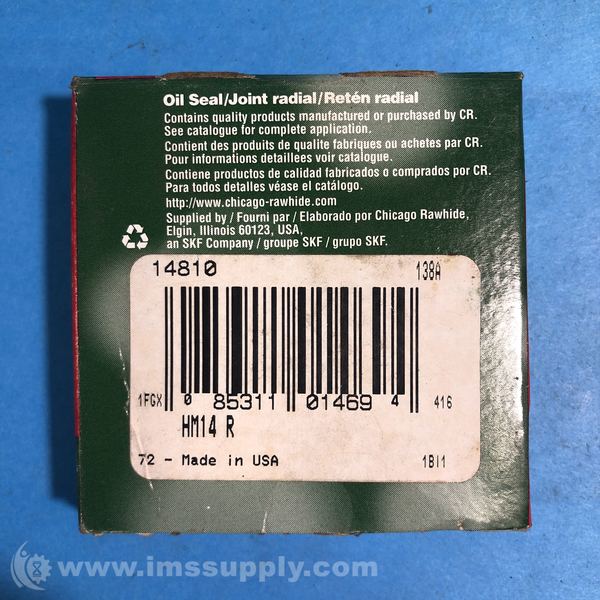 Oil Seal/Joint radial/Retén radial
Contains quality products manufactured or purchased by CR.
See catalogue for complete application.
Contient des produits de qualite fabriques ou achetes par CR.
Pour informations detaillees voir catalogue.
Contiene productos de calidad fabricados o comprados por CR.
Para todos detalles véase el catálogo.
http://www.chicago-rawhide.com
Supplied by / Fourni par / Elaborado por Chicago Rawhide,
Elgin, Illinois 60123, USA,
an SKF Company / groupe SKF / grupo SKF.
14810 138A
1FGX 0 85311 01469 4 416
HM14 R
72 - Made in USA 1BI1
www.imssupply.com